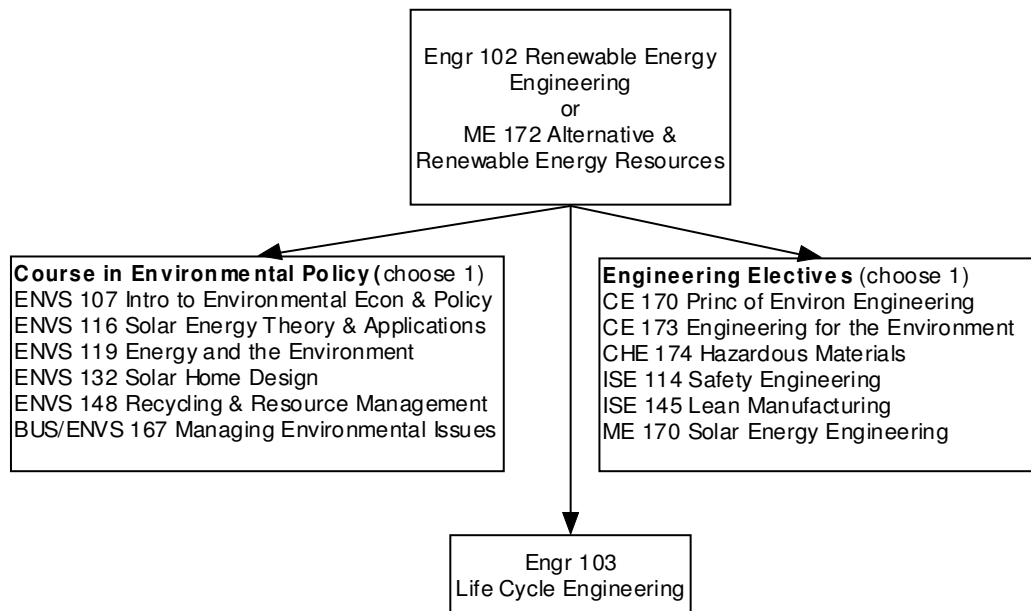 Engr 102 Renewable Energy
Engineering
or
ME 172 Alternative &
Renewable Energy Resources
Course in Environmental Policy (choose 1)
ENVS 107 Intro to Environmental Econ & Policy
ENVS 116 Solar Energy Theory & Applications
ENVS 119 Energy and the Environment
ENVS 132 Solar Home Design
ENVS 148 Recycling & Resource Management
BUS/ENVS 167 Managing Environmental Issues
Engineering Electives (choose 1)
CE 170 Princ of Environ Engineering
CE 173 Engineering for the Environment
CHE 174 Hazardous Materials
ISE 114 Safety Engineering
ISE 145 Lean Manufacturing
ME 170 Solar Energy Engineering
Engr 103
Life Cycle Engineering